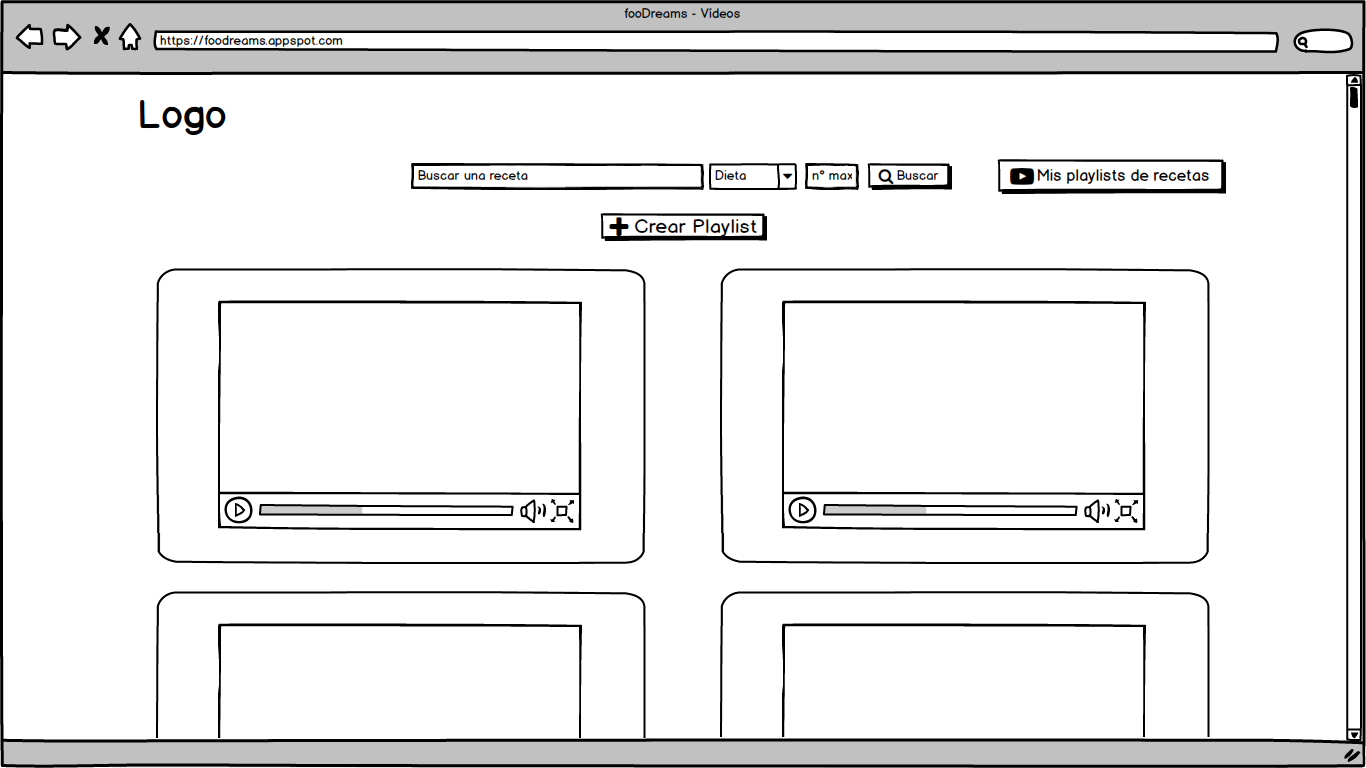 fooDreams - Videos
https://foodreams.appspot.com
Logo
Buscar una receta Dieta n° max Buscar Mis playlists de recetas
Crear Playlist